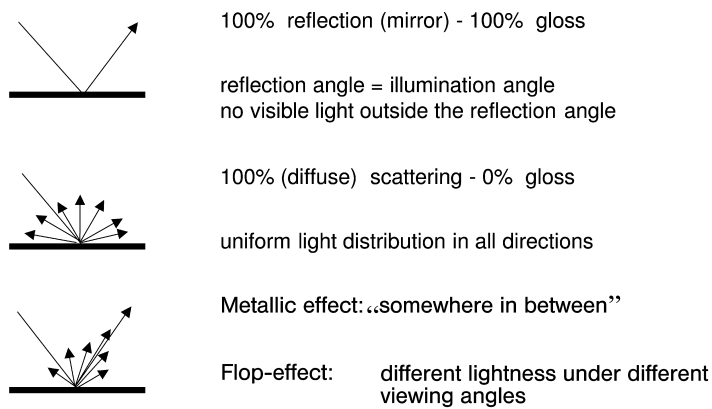 100% reflection (mirror) - 100% gloss
reflection angle = illumination angle
no visible light outside the reflection angle
100% (diffuse) scattering - 0% gloss
uniform light distribution in all directions
Metallic effect: „somewhere in between”
Flop-effect: different lightness under different
viewing angles